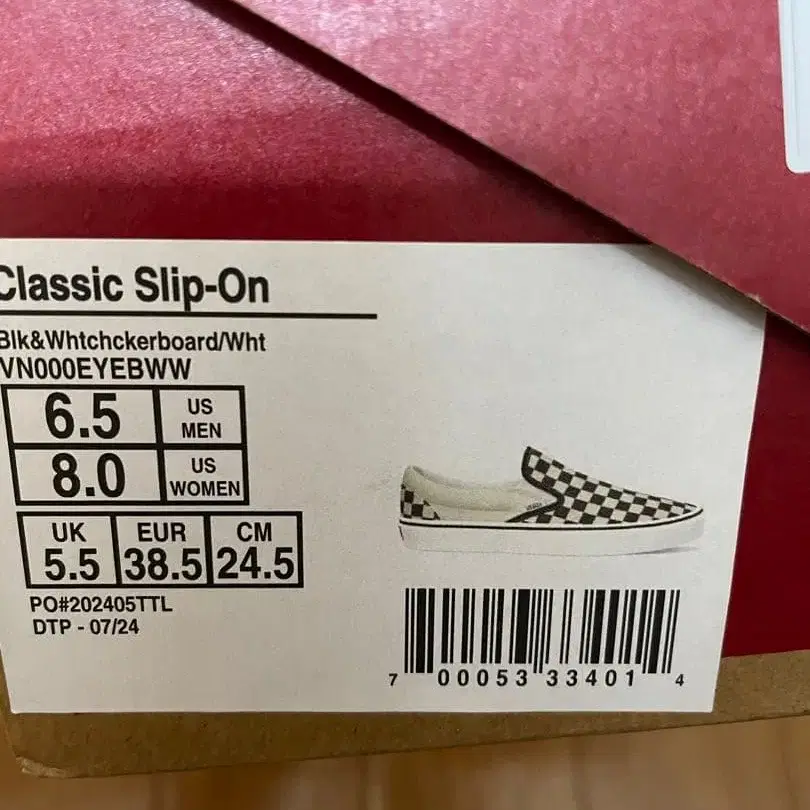 Classic Slip-On
Blk&Whtchckerboard/Wht
VN000EYEBWW
6.5 US MEN
8.0 US WOMEN
UK EUR CM
5.5 38.5 24.5
PO#202405TTL
DTP - 07/24
7 00053 33401 4